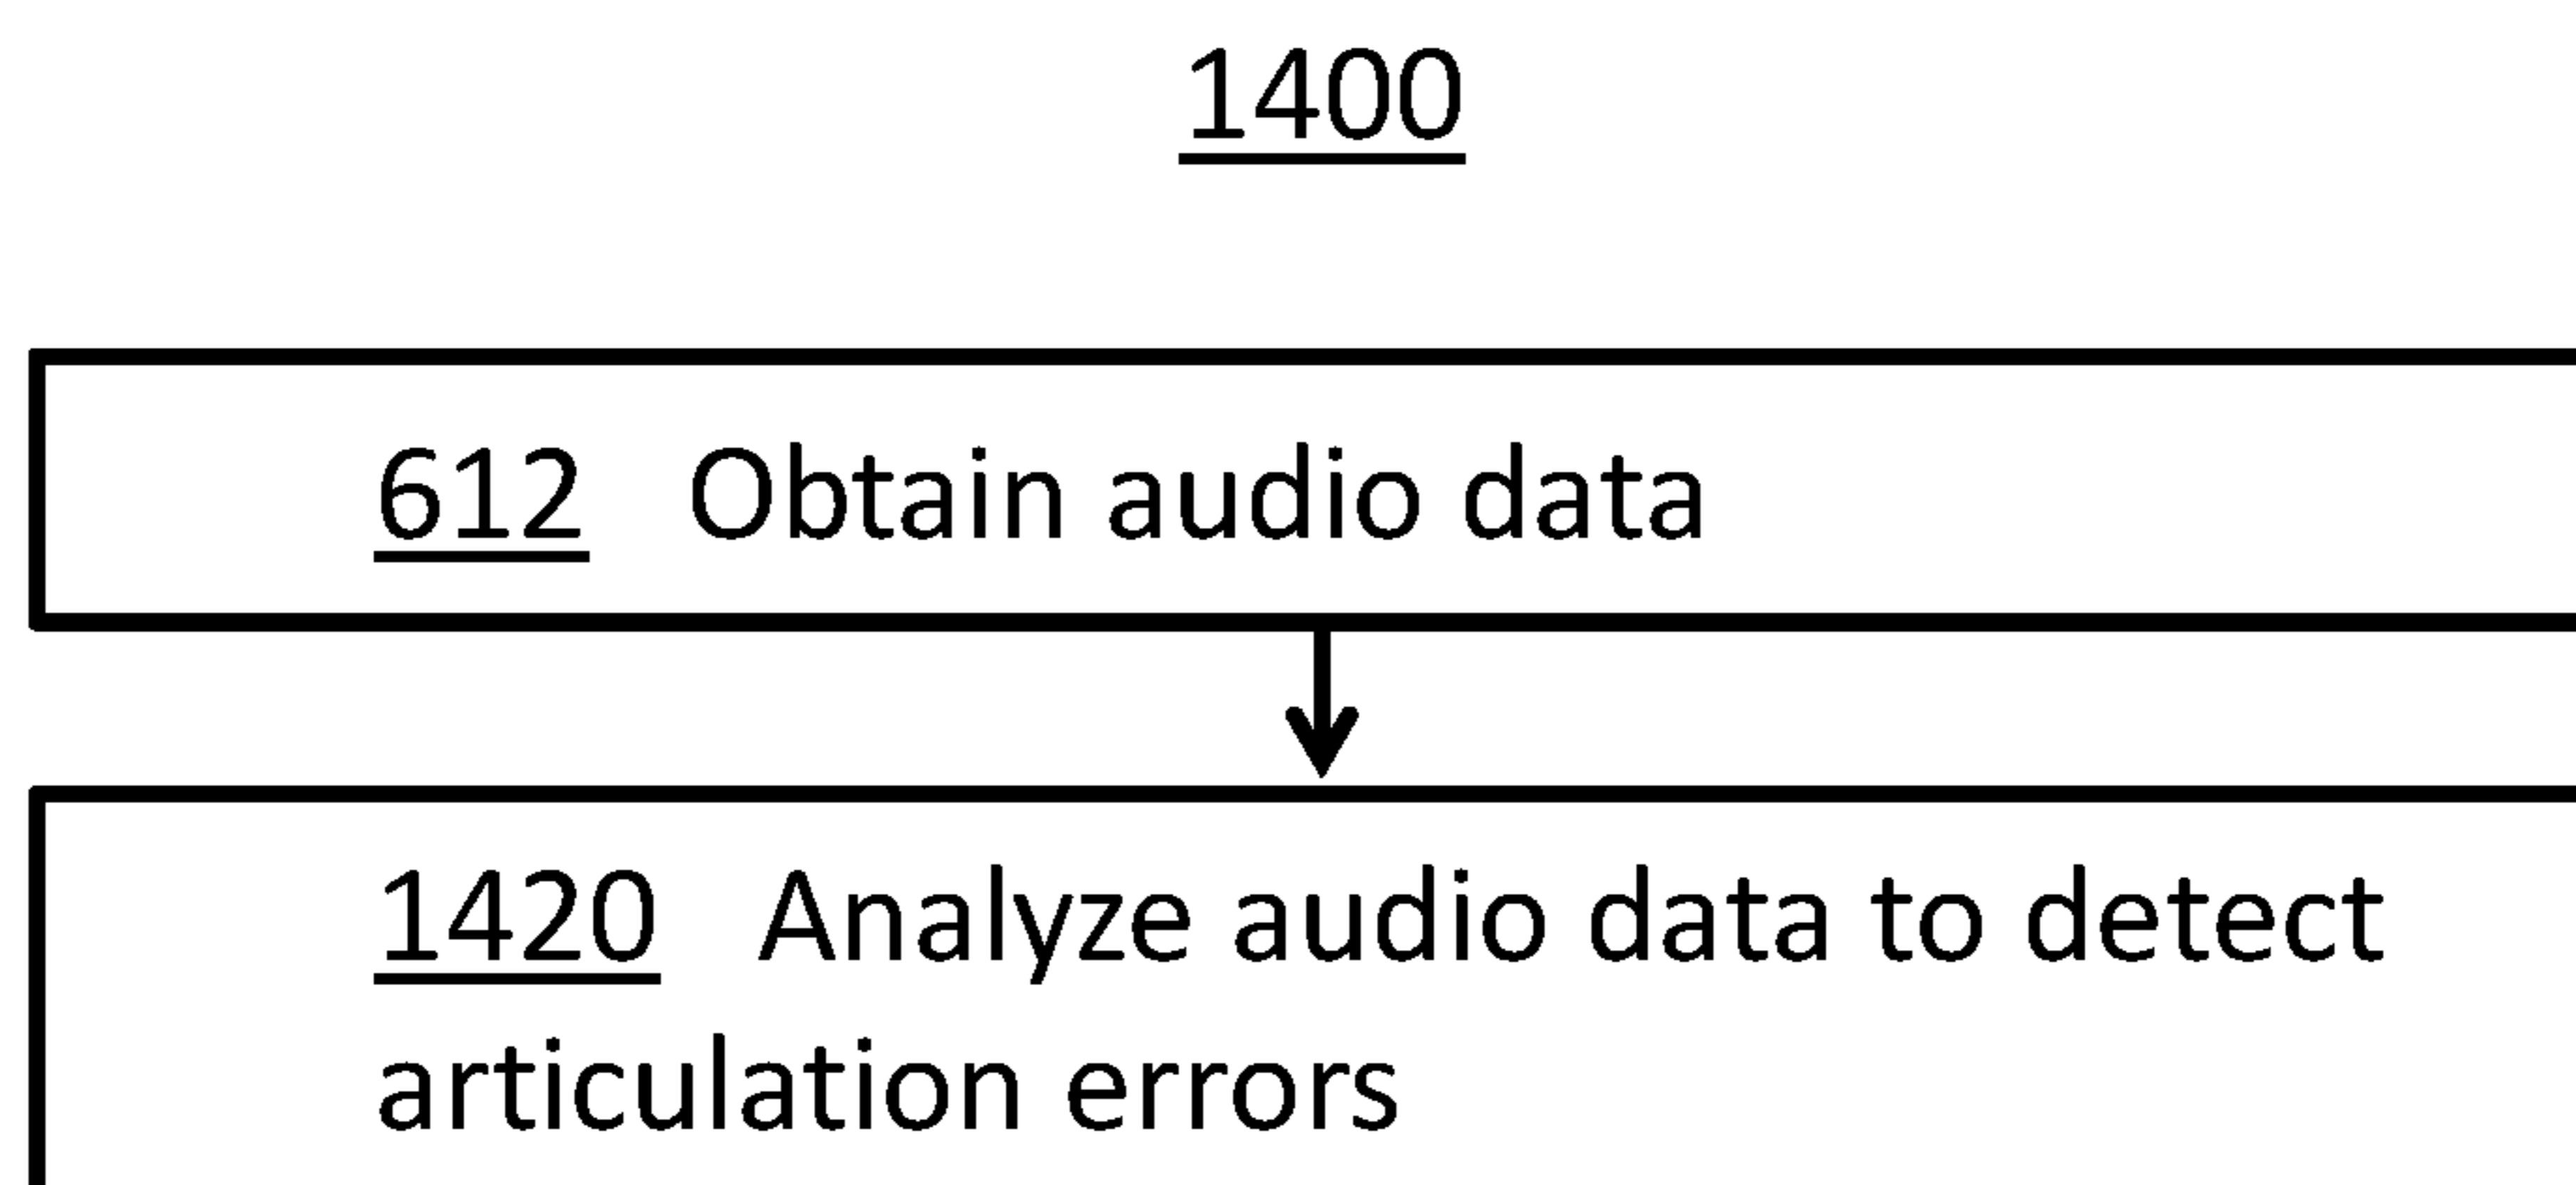 1400
612 Obtain audio data
1420 Analyze audio data to detect
articulation errors